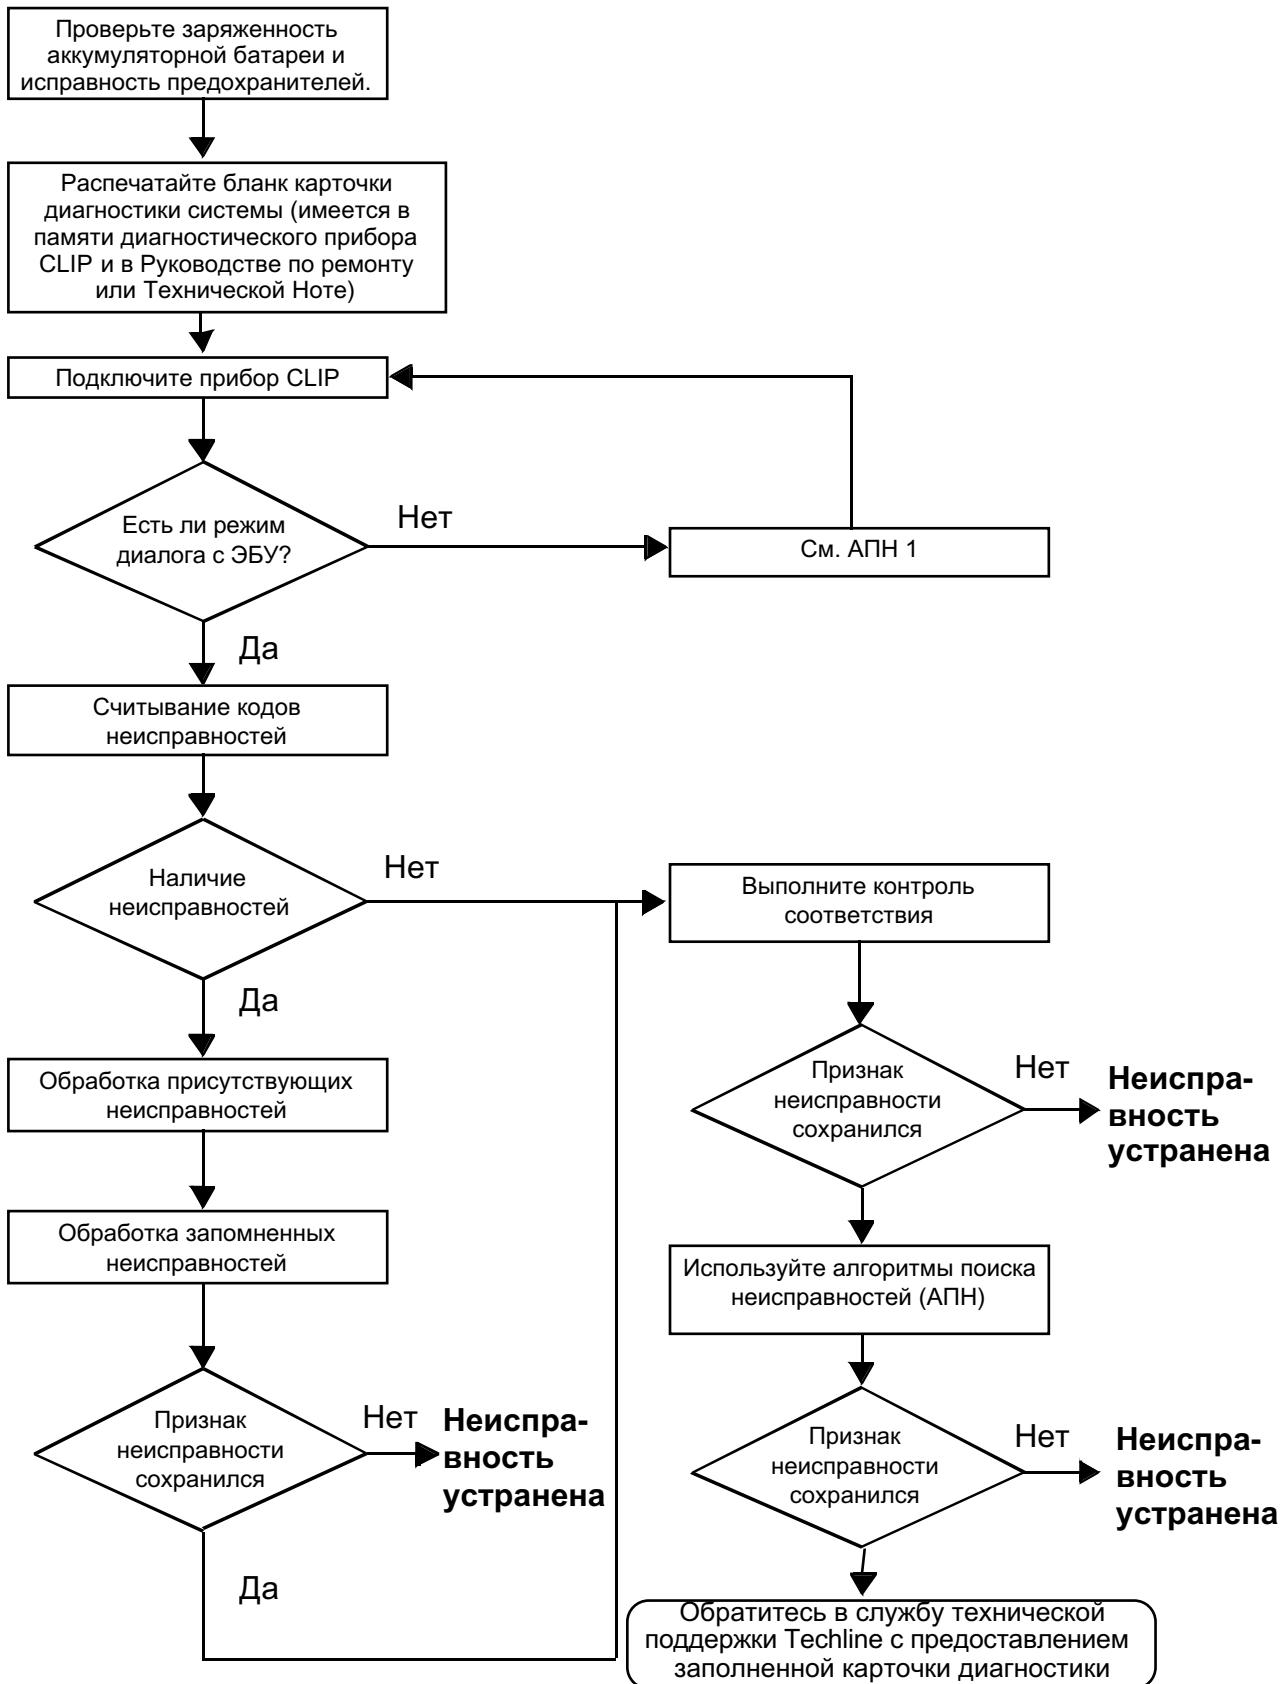 Проверьте заряженность
аккумуляторной батареи и
исправность предохранителей.
Распечатайте бланк карточки
диагностики системы (имеется в
памяти диагностического прибора
CLIP и в Руководстве по ремонту
или Технической Ноте)
Подключите прибор CLIP
Есть ли режим
диалога с ЭБУ?
Нет
См. АПН 1
Да
Считывание кодов
неисправностей
Наличие
неисправностей
Нет
Выполните контроль
соответствия
Да
Обработка присутствующих
неисправностей
Признак
неисправности
сохранился
Нет
Неиспра-
вность
устранена
Обработка запомненных
неисправностей
Используйте алгоритмы поиска
неисправностей (АПН)
Признак
неисправности
сохранился
Нет
Неиспра-
вность
устранена
Признак
неисправности
сохранился
Нет
Неиспра-
вность
устранена
Да
Обратитесь в службу технической
поддержки Techline с предоставлением
заполненной карточки диагностики